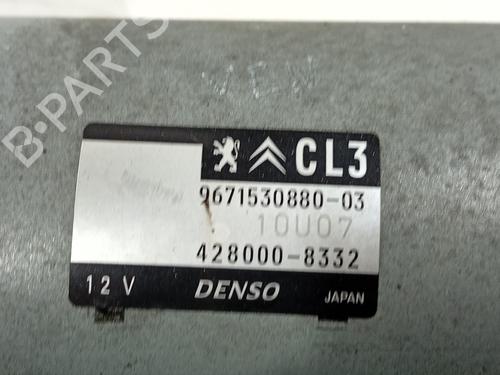 B-PARTS
CL3
9671530880-03
10U07
428000-8332
12 V
DENSO
JAPAN